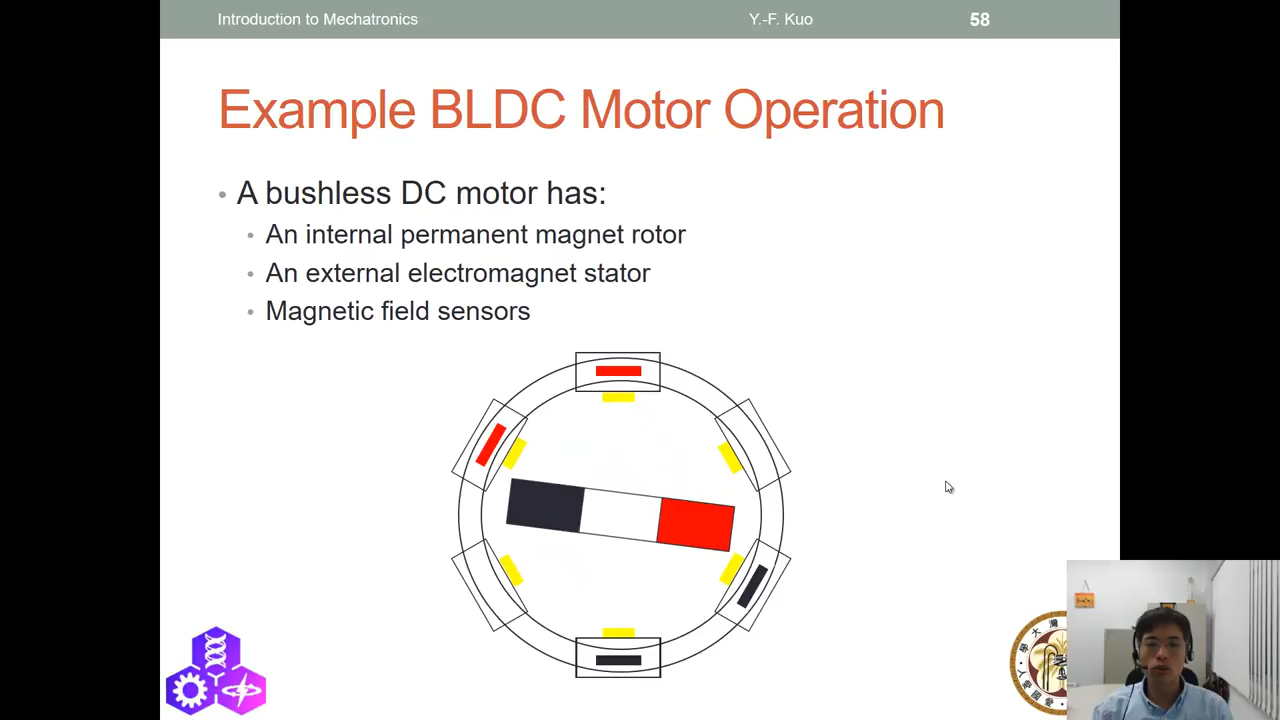 Introduction to Mechatronics
Y.-F. Kuo
58
Example BLDC Motor Operation
• A bushless DC motor has:
• An internal permanent magnet rotor
• An external electromagnet stator
• Magnetic field sensors